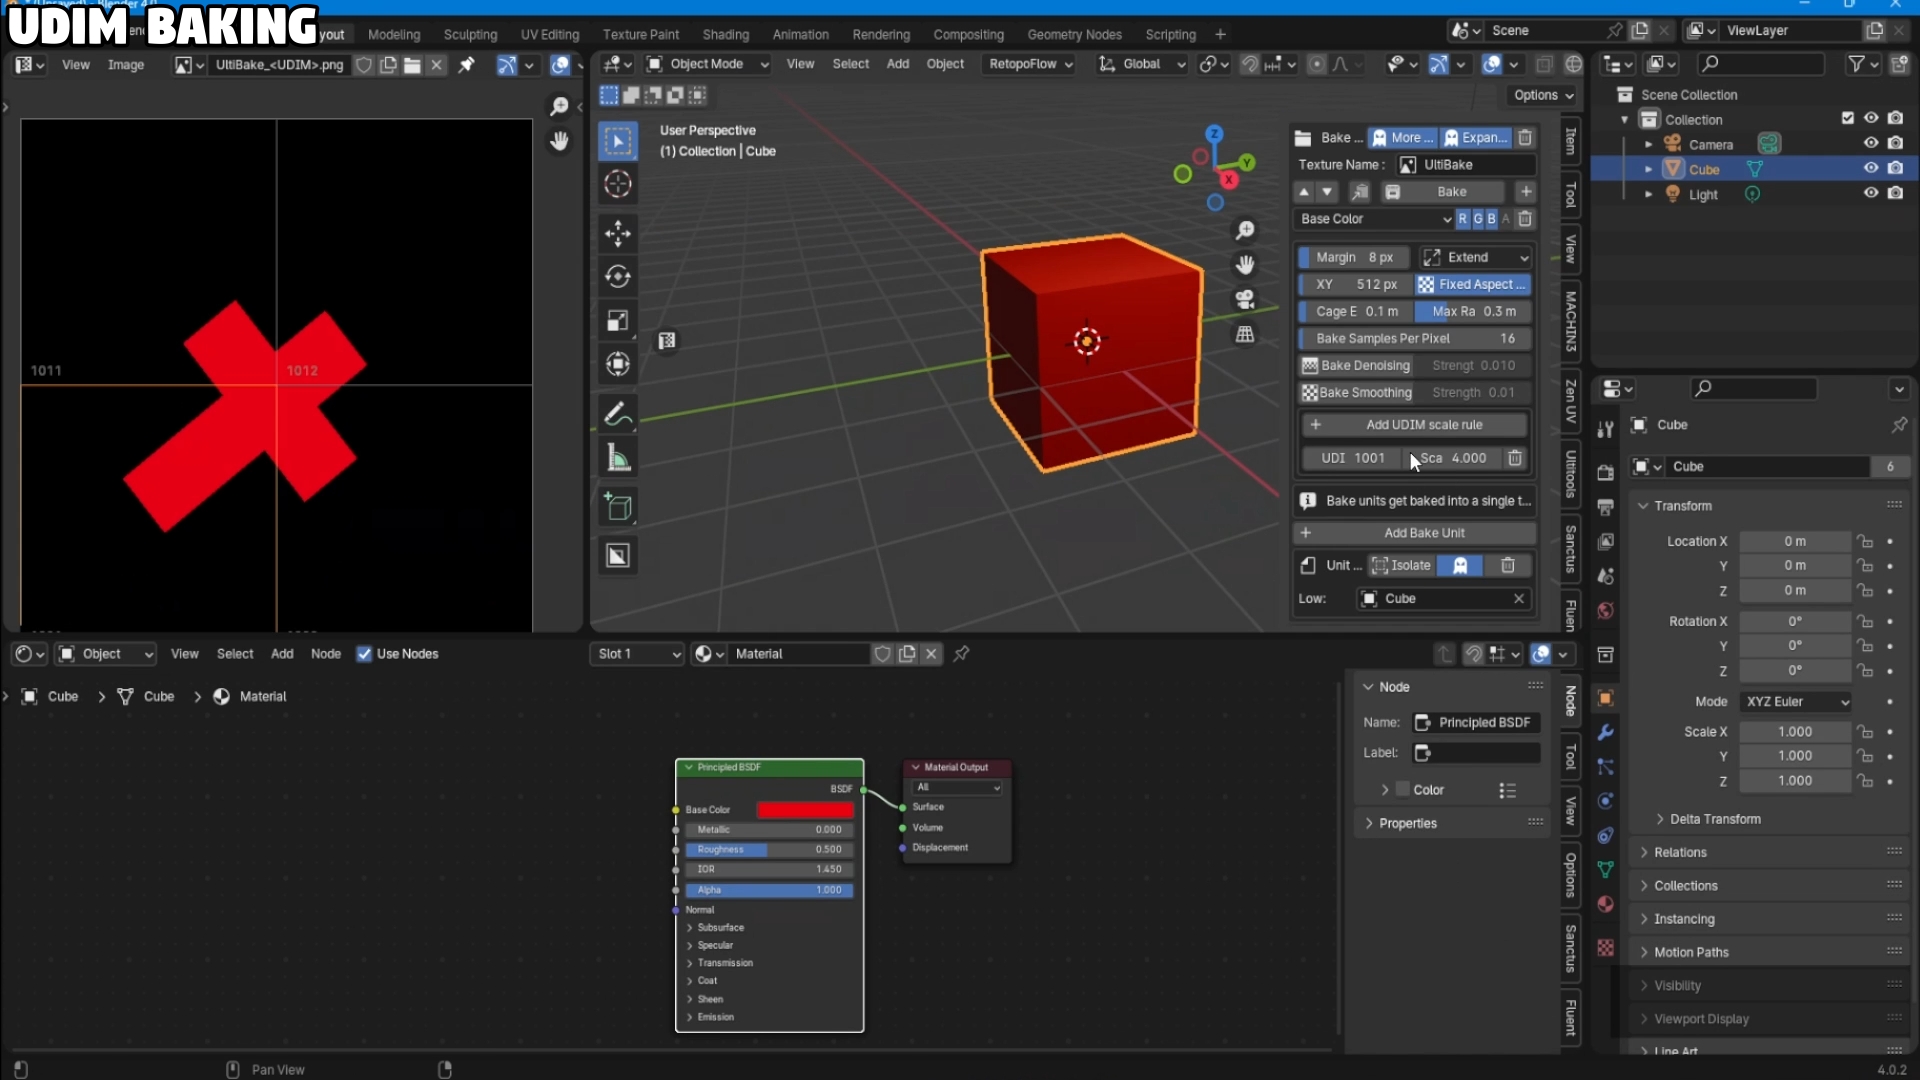 UDIM BAKING
Modeling
Sculpting
UV Editing
Texture Paint
Shading
Animation
Rendering
Compositing
Geometry Nodes
Scripting
+
Scene
ViewLayer
View
Image
UltiBake_<UDIM>.png
Object Mode
View
Select
Add
Object
RetopoFlow
Global
Options
User Perspective
(1) Collection | Cube
Z
Y
X
1011
1012
Bake ...
More ...
Expan...
Texture Name :
UltiBake
Bake
Base Color
R G B A
Margin 8 px
Extend
XY 512 px
Fixed Aspect ...
Cage E 0.1 m
Max Ra 0.3 m
Bake Samples Per Pixel 16
Bake Denoising
Strengt 0.010
Bake Smoothing
Strength 0.01
Add UDIM scale rule
UDI 1001
Sca 4.000
Bake units get baked into a single t...
Add Bake Unit
Unit ...
Isolate
Low:
Cube
Item
Tool
View
MACHIN3
Zen UV
Ultitools
Sanctus
Fluen
Scene Collection
Collection
Camera
Cube
Light
Cube
Cube
6
Transform
Location X 0 m
Y 0 m
Z 0 m
Rotation X 0°
Y 0°
Z 0°
Mode XYZ Euler
Scale X 1.000
Y 1.000
Z 1.000
Delta Transform
Relations
Collections
Instancing
Motion Paths
Visibility
Viewport Display
Line Art
Object
View
Select
Add
Node
Use Nodes
Slot 1
Material
Cube > Cube > Material
Principled BSDF
BSDF
Base Color
Metallic 0.000
Roughness 0.500
IOR 1.450
Alpha 1.000
Normal
Subsurface
Specular
Transmission
Coat
Sheen
Emission
Material Output
All
Surface
Volume
Displacement
Node
Name:
Principled BSDF
Label:
Color
Properties
Node
Tool
View
Options
Sanctus
Fluent
Pan View
4.0.2